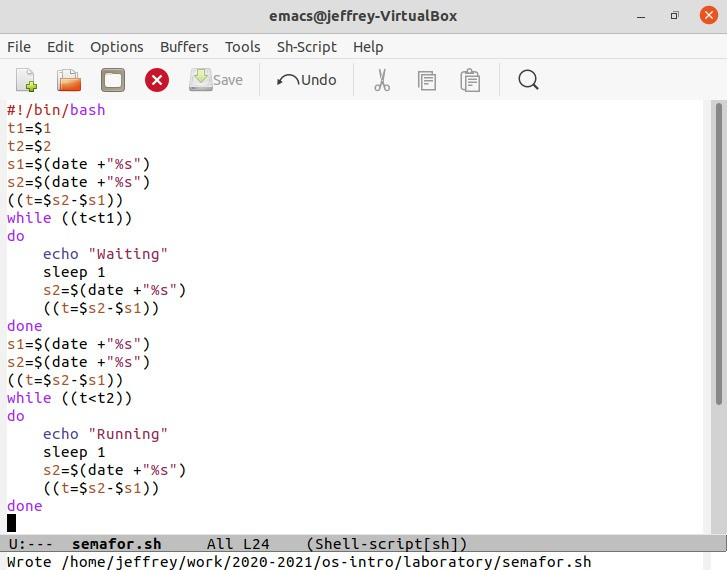 emacs@jeffrey-VirtualBox
File Edit Options Buffers Tools Sh-Script Help
Save Undo
#!/bin/bash
t1=$1
t2=$2
s1=$(date +"%s")
s2=$(date +"%s")
((t=$s2-$s1))
while ((t<t1))
do
    echo "Waiting"
    sleep 1
    s2=$(date +"%s")
    ((t=$s2-$s1))
done
s1=$(date +"%s")
s2=$(date +"%s")
((t=$s2-$s1))
while ((t<t2))
do
    echo "Running"
    sleep 1
    s2=$(date +"%s")
    ((t=$s2-$s1))
done
U:---  semafor.sh     All L24    (Shell-script[sh])
Wrote /home/jeffrey/work/2020-2021/os-intro/laboratory/semafor.sh